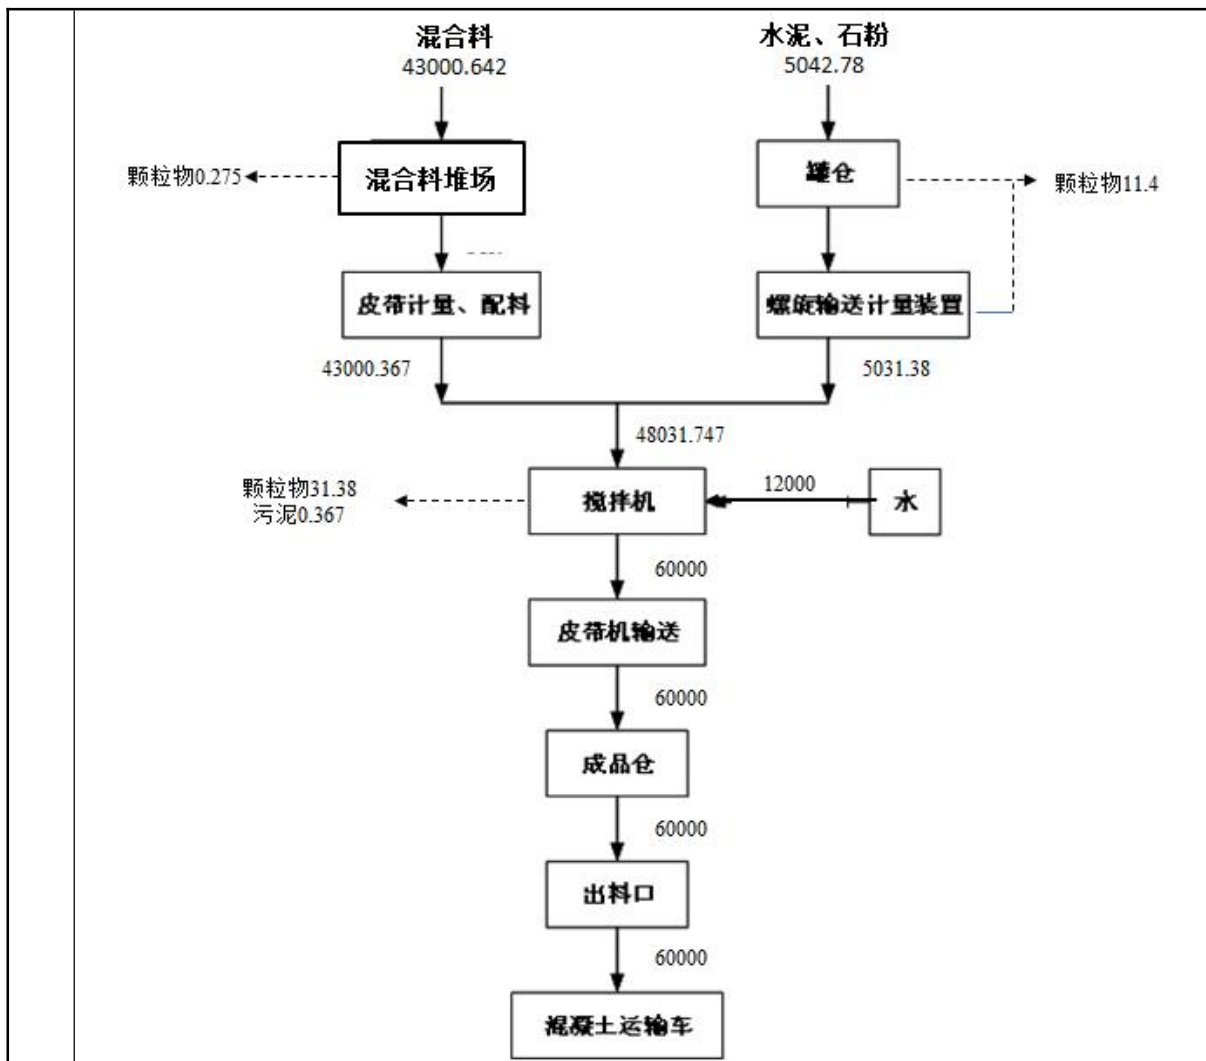 混合料
43000.642
水泥、石粉
5042.78
颗粒物0.275
混合料堆场
罐仓
颗粒物11.4
皮带计量、配料
螺旋输送计量装置
43000.367
5031.38
48031.747
颗粒物31.38
污泥0.367
搅拌机
12000
水
60000
皮带机输送
60000
成品仓
60000
出料口
60000
混凝土运输车